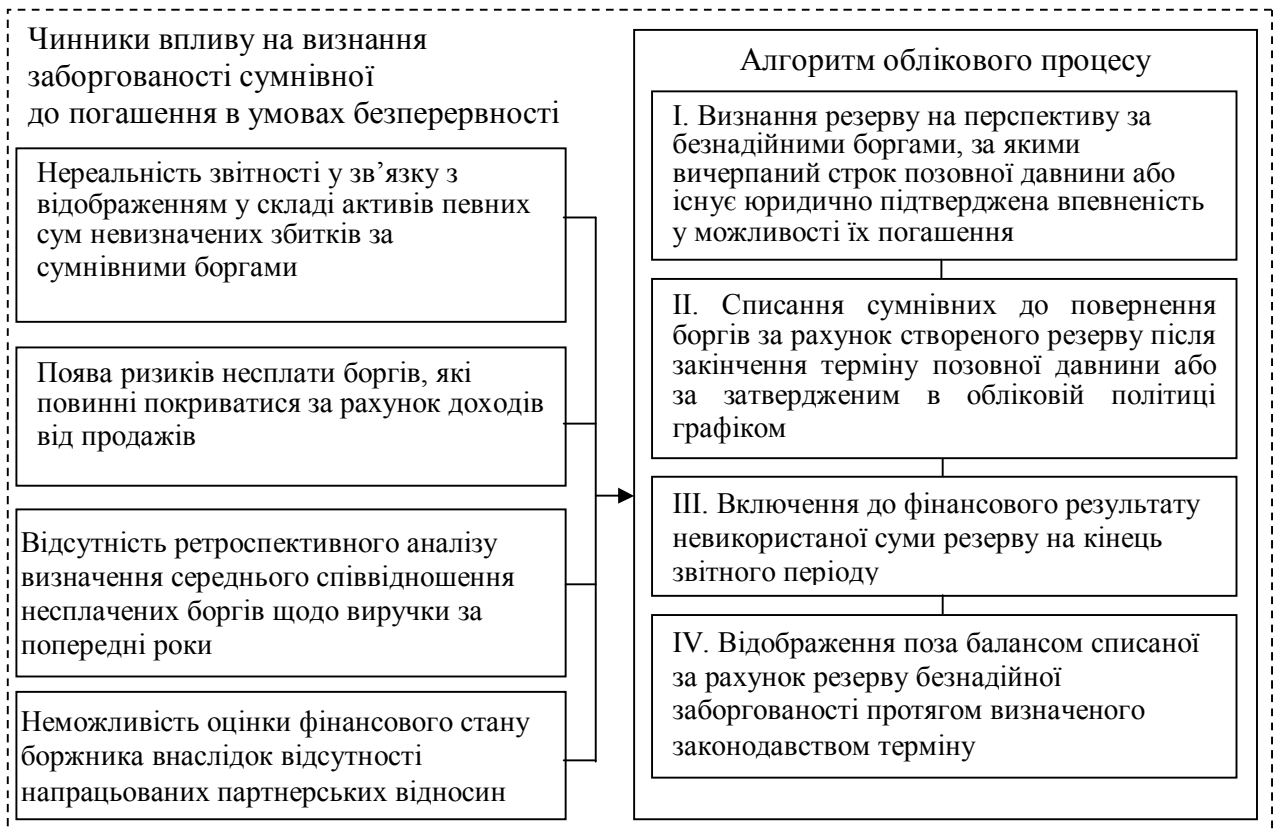 Чинники впливу на визнання
заборгованості сумнівної
до погашення в умовах безперервності
Нереальність звітності у зв’язку з
відображенням у складі активів певних
сум невизначених збитків за
сумнівними боргами
Поява ризиків несплати боргів, які
повинні покриватися за рахунок доходів
від продажів
Відсутність ретроспективного аналізу
визначення середнього співвідношення
несплачених боргів щодо виручки за
попередні роки
Неможливість оцінки фінансового стану
боржника внаслідок відсутності
напрацьованих партнерських відносин
Алгоритм облікового процесу
І. Визнання резерву на перспективу за
безнадійними боргами, за якими
вичерпаний строк позовної давнини або
існує юридично підтверджена впевненість
у можливості їх погашення
ІІ. Списання сумнівних до повернення
боргів за рахунок створеного резерву після
закінчення терміну позовної давнини або
за затвердженим в обліковій політиці
графіком
ІІІ. Включення до фінансового результату
невикористаної суми резерву на кінець
звітного періоду
IV. Відображення поза балансом списаної
за рахунок резерву безнадійної
заборгованості протягом визначеного
законодавством терміну